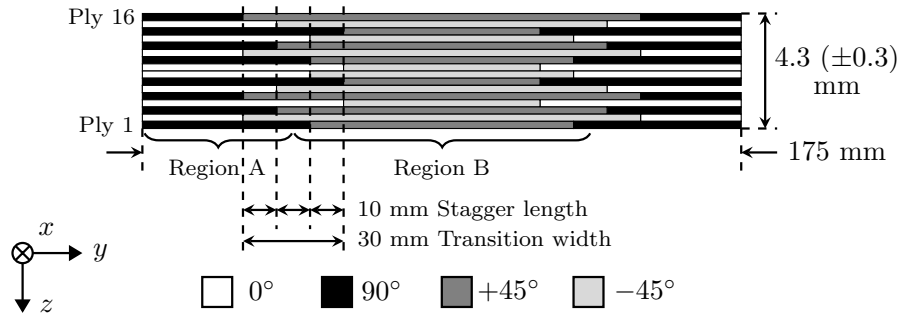 Ply 16
4.3 (±0.3)
mm
Ply 1
175 mm
Region A
Region B
10 mm Stagger length
30 mm Transition width
x
y
z
0°
90°
+45°
−45°